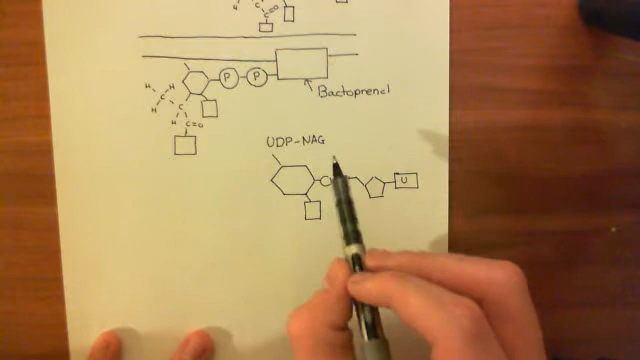 C=O
P P
Bactoprenol
H H
C
H
C
H C=O
UDP-NAG
U